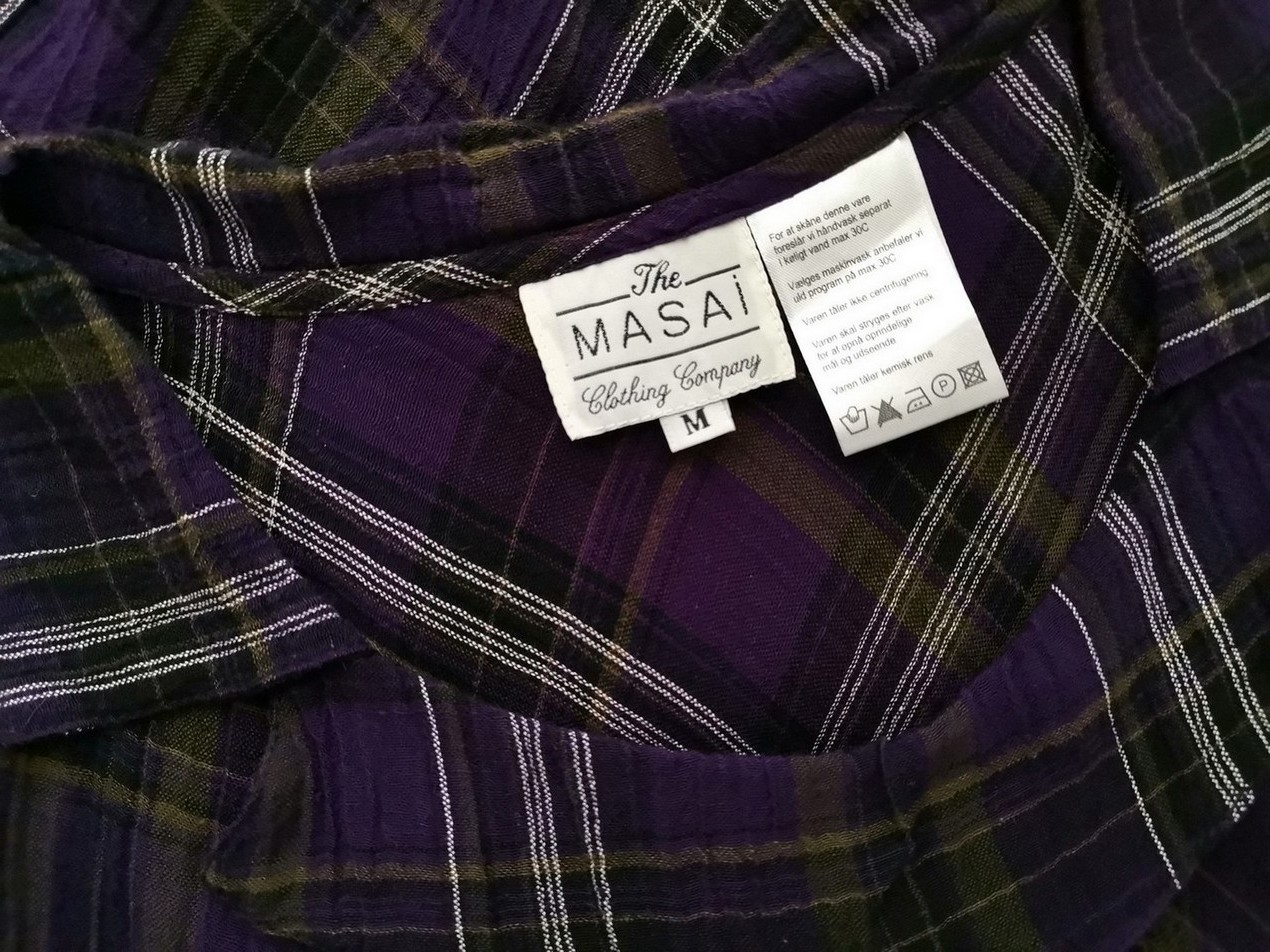 The
MASAI
Clothing Company
M
For at skåne denne vare
foreslår vi håndvask separat
i køligt vand max 30C
Vælges maskinvask anbefaler vi
uld program på max 30C
Varen tåler ikke centrifugering
Varen skal stryges efter vask
for at opnå oprindelige
mål og udseende
Varen tåler kemisk rens
P